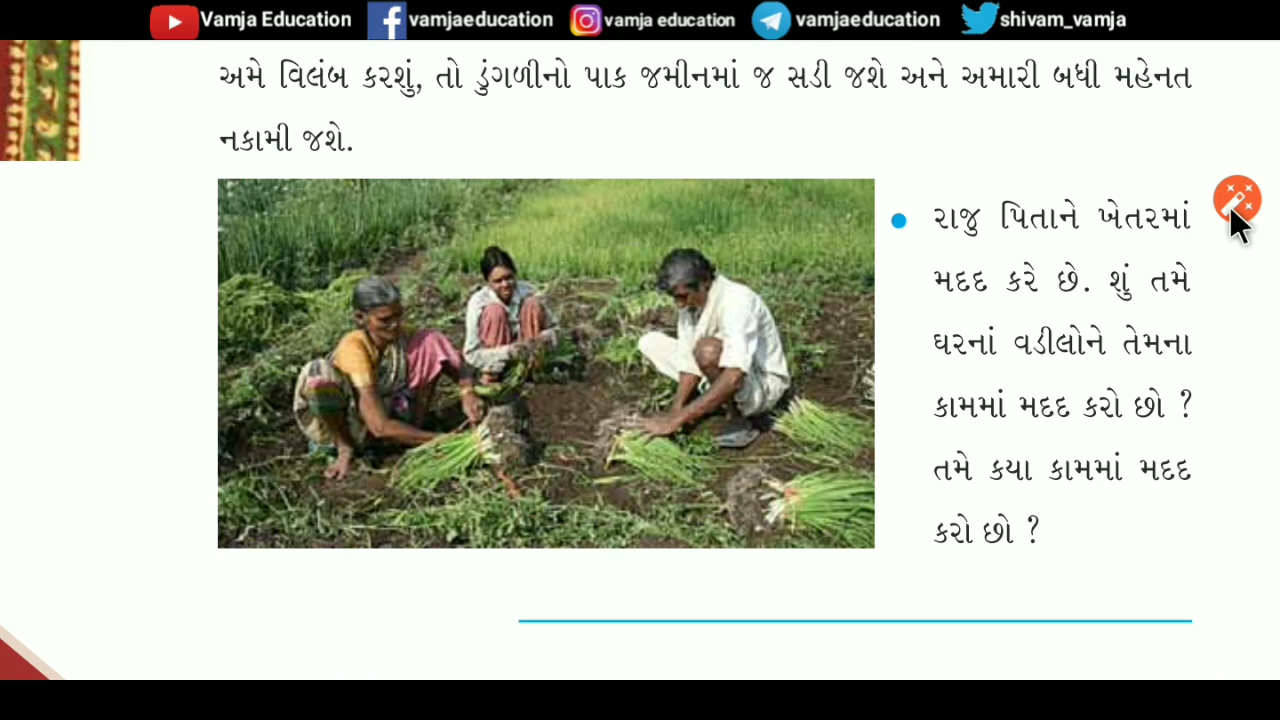 Vamja Education vamjaeducation vamja education vamjaeducation shivam_vamja
અમે વિલંબ કરશું, તો ડુંગળીનો પાક જમીનમાં જ સડી જશે અને અમારી બધી મહેનત
નકામી જશે.
રાજુ પિતાને ખેતરમાં
મદદ કરે છે. શું તમે
ઘરનાં વડીલોને તેમના
કામમાં મદદ કરો છો ?
તમે કયા કામમાં મદદ
કરો છો ?